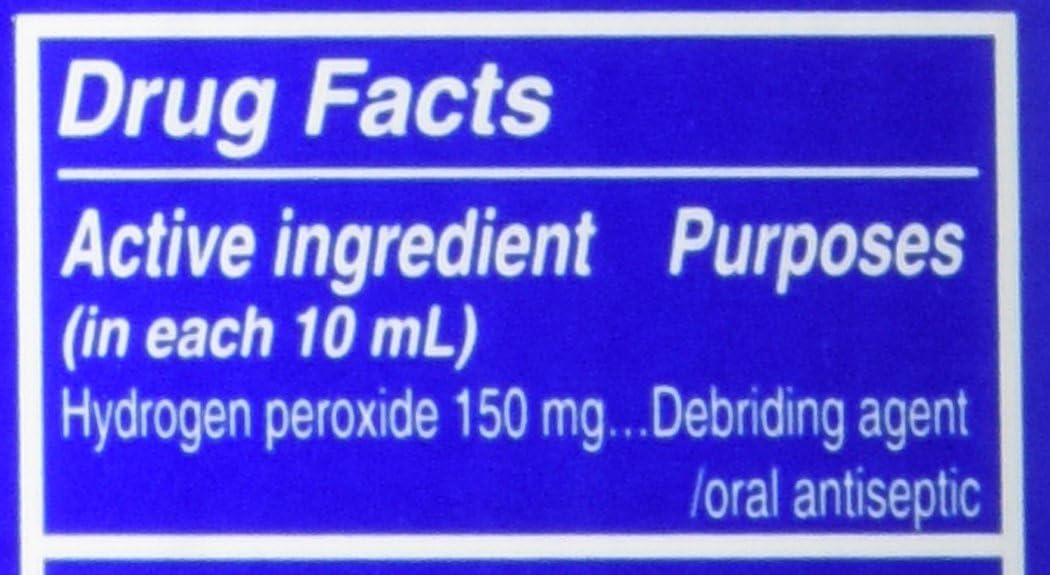 Drug Facts
Active ingredient Purposes
(in each 10 mL)
Hydrogen peroxide 150 mg...Debriding agent
/oral antiseptic